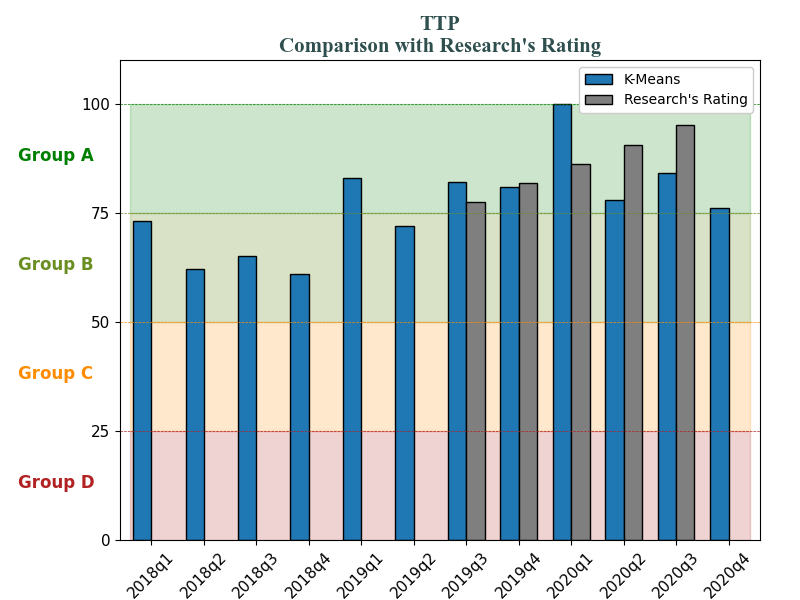 TTP
Comparison with Research's Rating
K-Means
Research's Rating
100
Group A
75
Group B
50
Group C
25
Group D
0
2018q1
2018q2
2018q3
2018q4
2019q1
2019q2
2019q3
2019q4
2020q1
2020q2
2020q3
2020q4